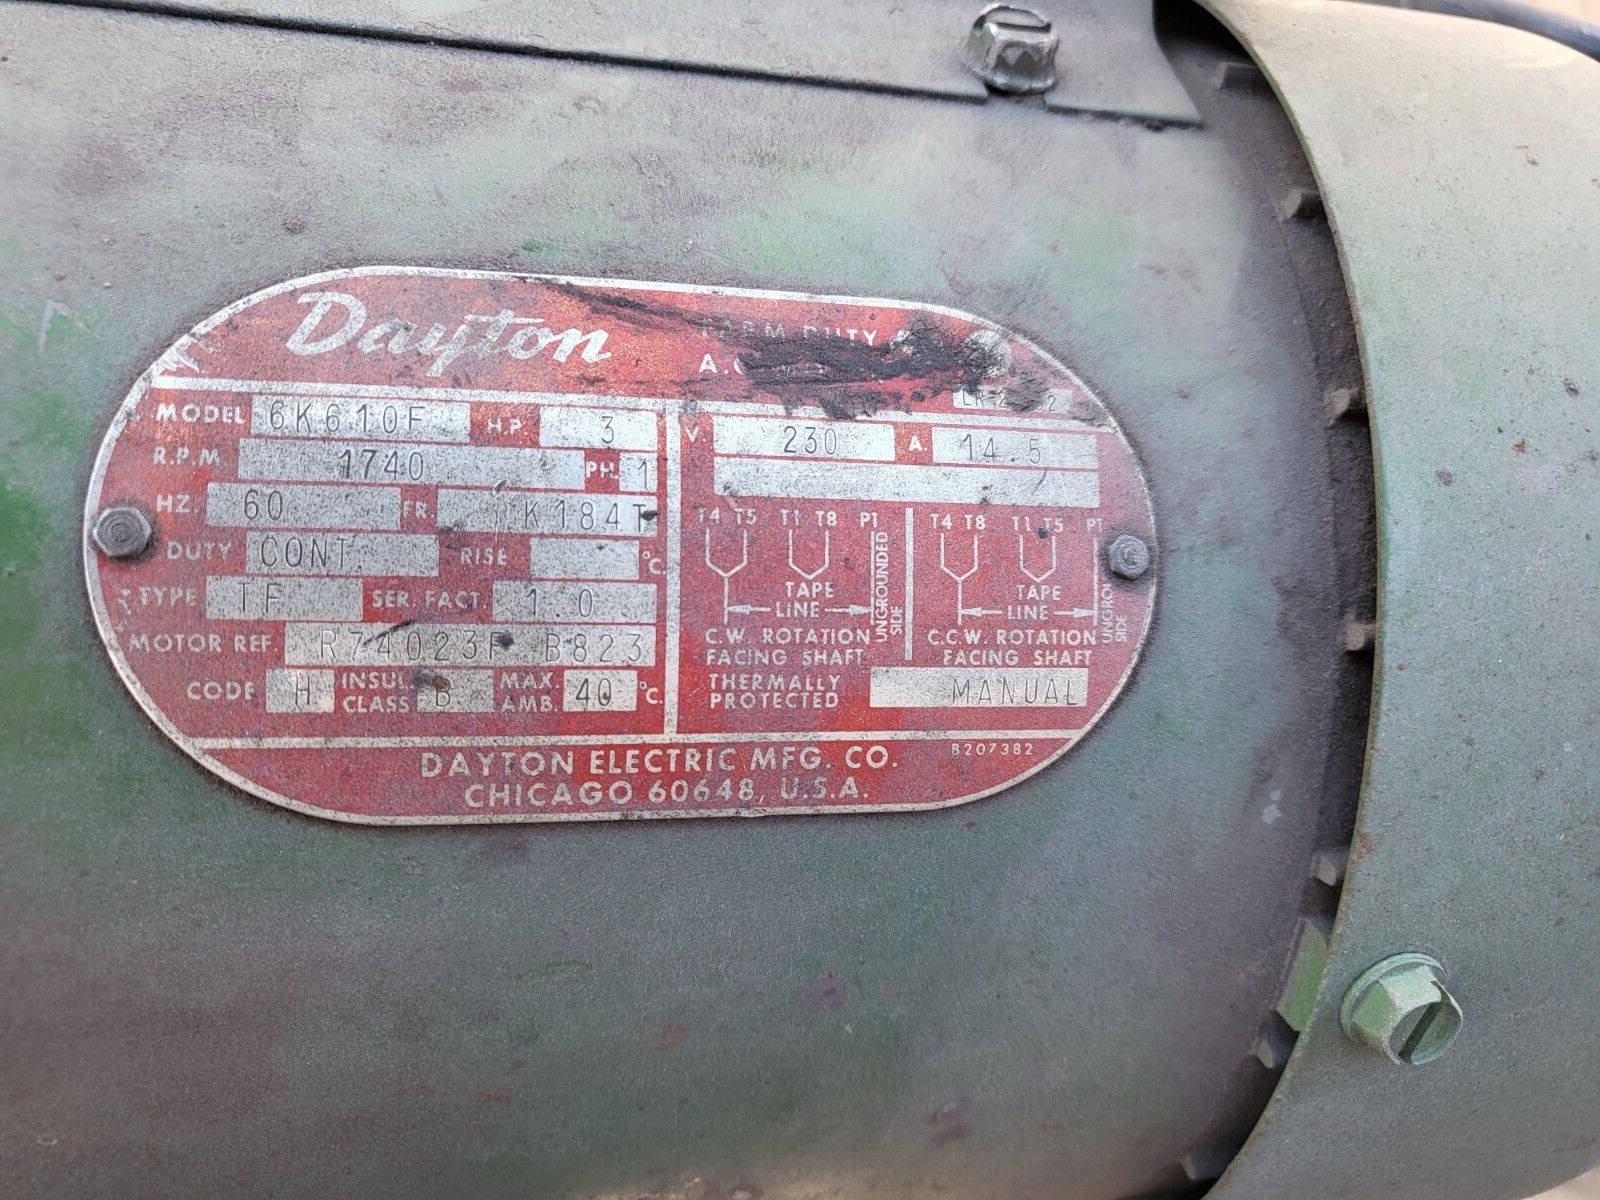 Dayton
FARM DUTY
MODEL 6K610F H.P. 3
R.P.M 1740 PH. 1
HZ. 60 FR. K184T
DUTY CONT. RISE °C.
TYPE TF SER. FACT. 1.0
MOTOR REF. R74023F B823
CODE H INSUL. CLASS B MAX. AMB. 40 °C.
V. 230 A. 14.5
T4 T5 T1 T8 P1
TAPE
LINE
UNGROUNDED SIDE
C.W. ROTATION
FACING SHAFT
T4 T8 T1 T5 P1
TAPE
LINE
SIDE
C.C.W. ROTATION
FACING SHAFT
THERMALLY PROTECTED MANUAL
DAYTON ELECTRIC MFG. CO.
B207382
CHICAGO 60648, U.S.A.